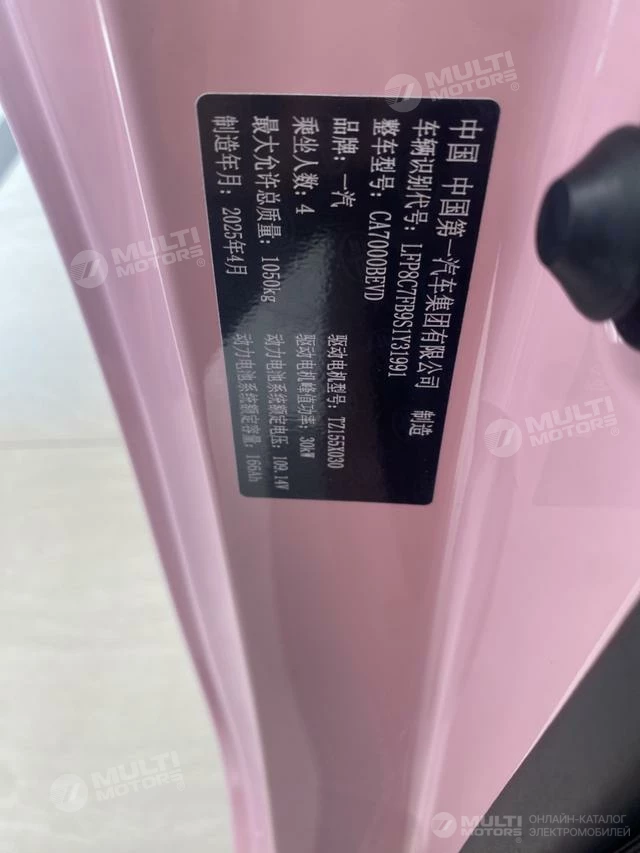 中国 中国第一汽车集团有限公司 制造
车辆识别代号: LFP8C7FB9S1Y31991
整车型号: CA7000BEVD
品牌: 一汽
驱动电机型号: TZ155X030
乘坐人数: 4
驱动电机峰值功率: 30kW
最大允许总质量: 1050kg
动力电池系统额定电压: 109.14V
制造年月: 2025年4月
动力电池系统额定容量: 166Ah
MULTI MOTORS
MULTI MOTORS
MULTI MOTORS
MULTI MOTORS
MULTI MOTORS
ОНЛАЙН-КАТАЛОГ
ЭЛЕКТРОМОБИЛЕЙ